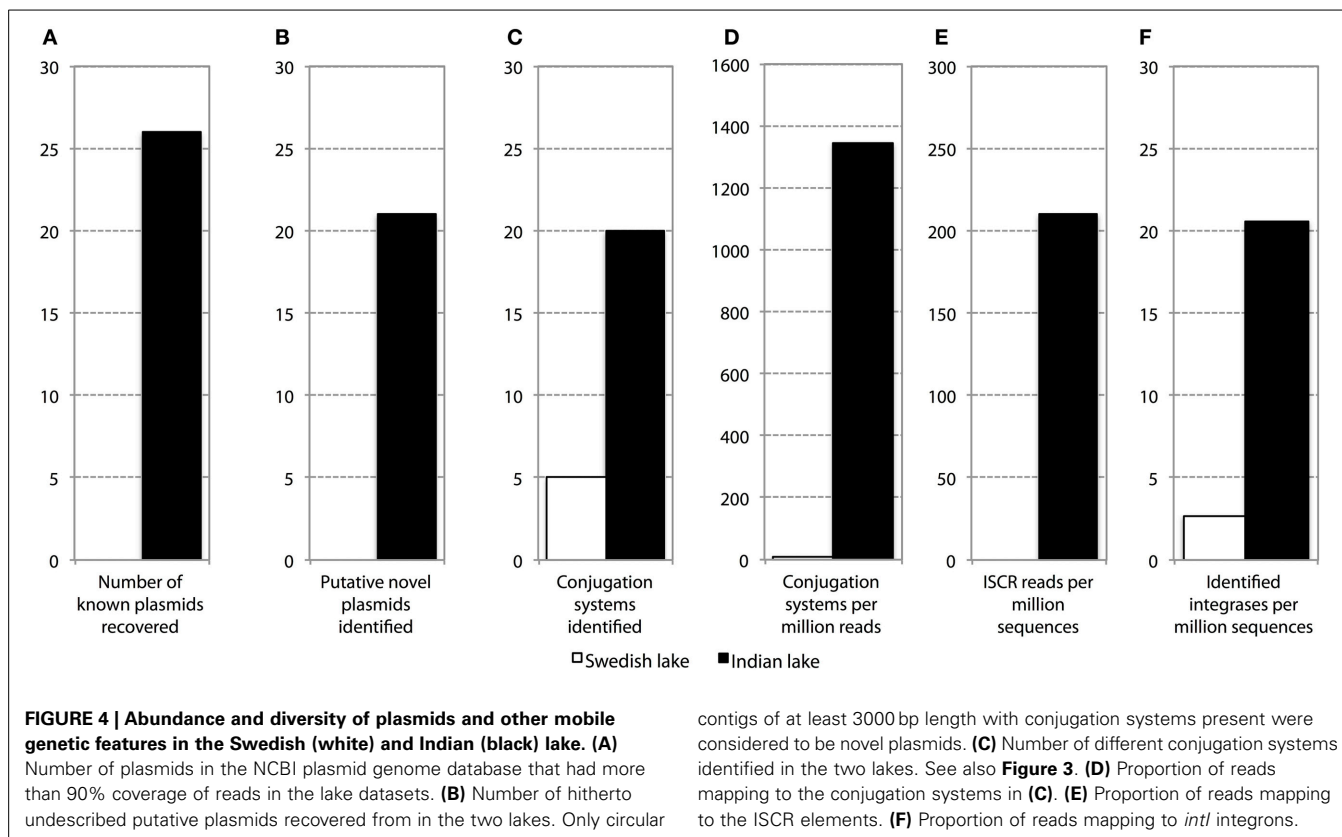 A
B
C
D
E
F
30
25
20
15
10
5
0
Number of
known plasmids
recovered
30
25
20
15
10
5
0
Putative novel
plasmids
identified
30
25
20
15
10
5
0
Conjugation
systems
identified
1600
1400
1200
1000
800
600
400
200
0
Conjugation
systems per
million reads
300
250
200
150
100
50
0
ISCR reads per
million
sequences
30
25
20
15
10
5
0
Identified
integrases per
million sequences
Swedish lake Indian lake
FIGURE 4 | Abundance and diversity of plasmids and other mobile
genetic features in the Swedish (white) and Indian (black) lake. (A)
Number of plasmids in the NCBI plasmid genome database that had more
than 90% coverage of reads in the lake datasets. (B) Number of hitherto
undescribed putative plasmids recovered from in the two lakes. Only circular
contigs of at least 3000 bp length with conjugation systems present were
considered to be novel plasmids. (C) Number of different conjugation systems
identified in the two lakes. See also Figure 3. (D) Proportion of reads
mapping to the conjugation systems in (C). (E) Proportion of reads mapping
to the ISCR elements. (F) Proportion of reads mapping to intI integrons.